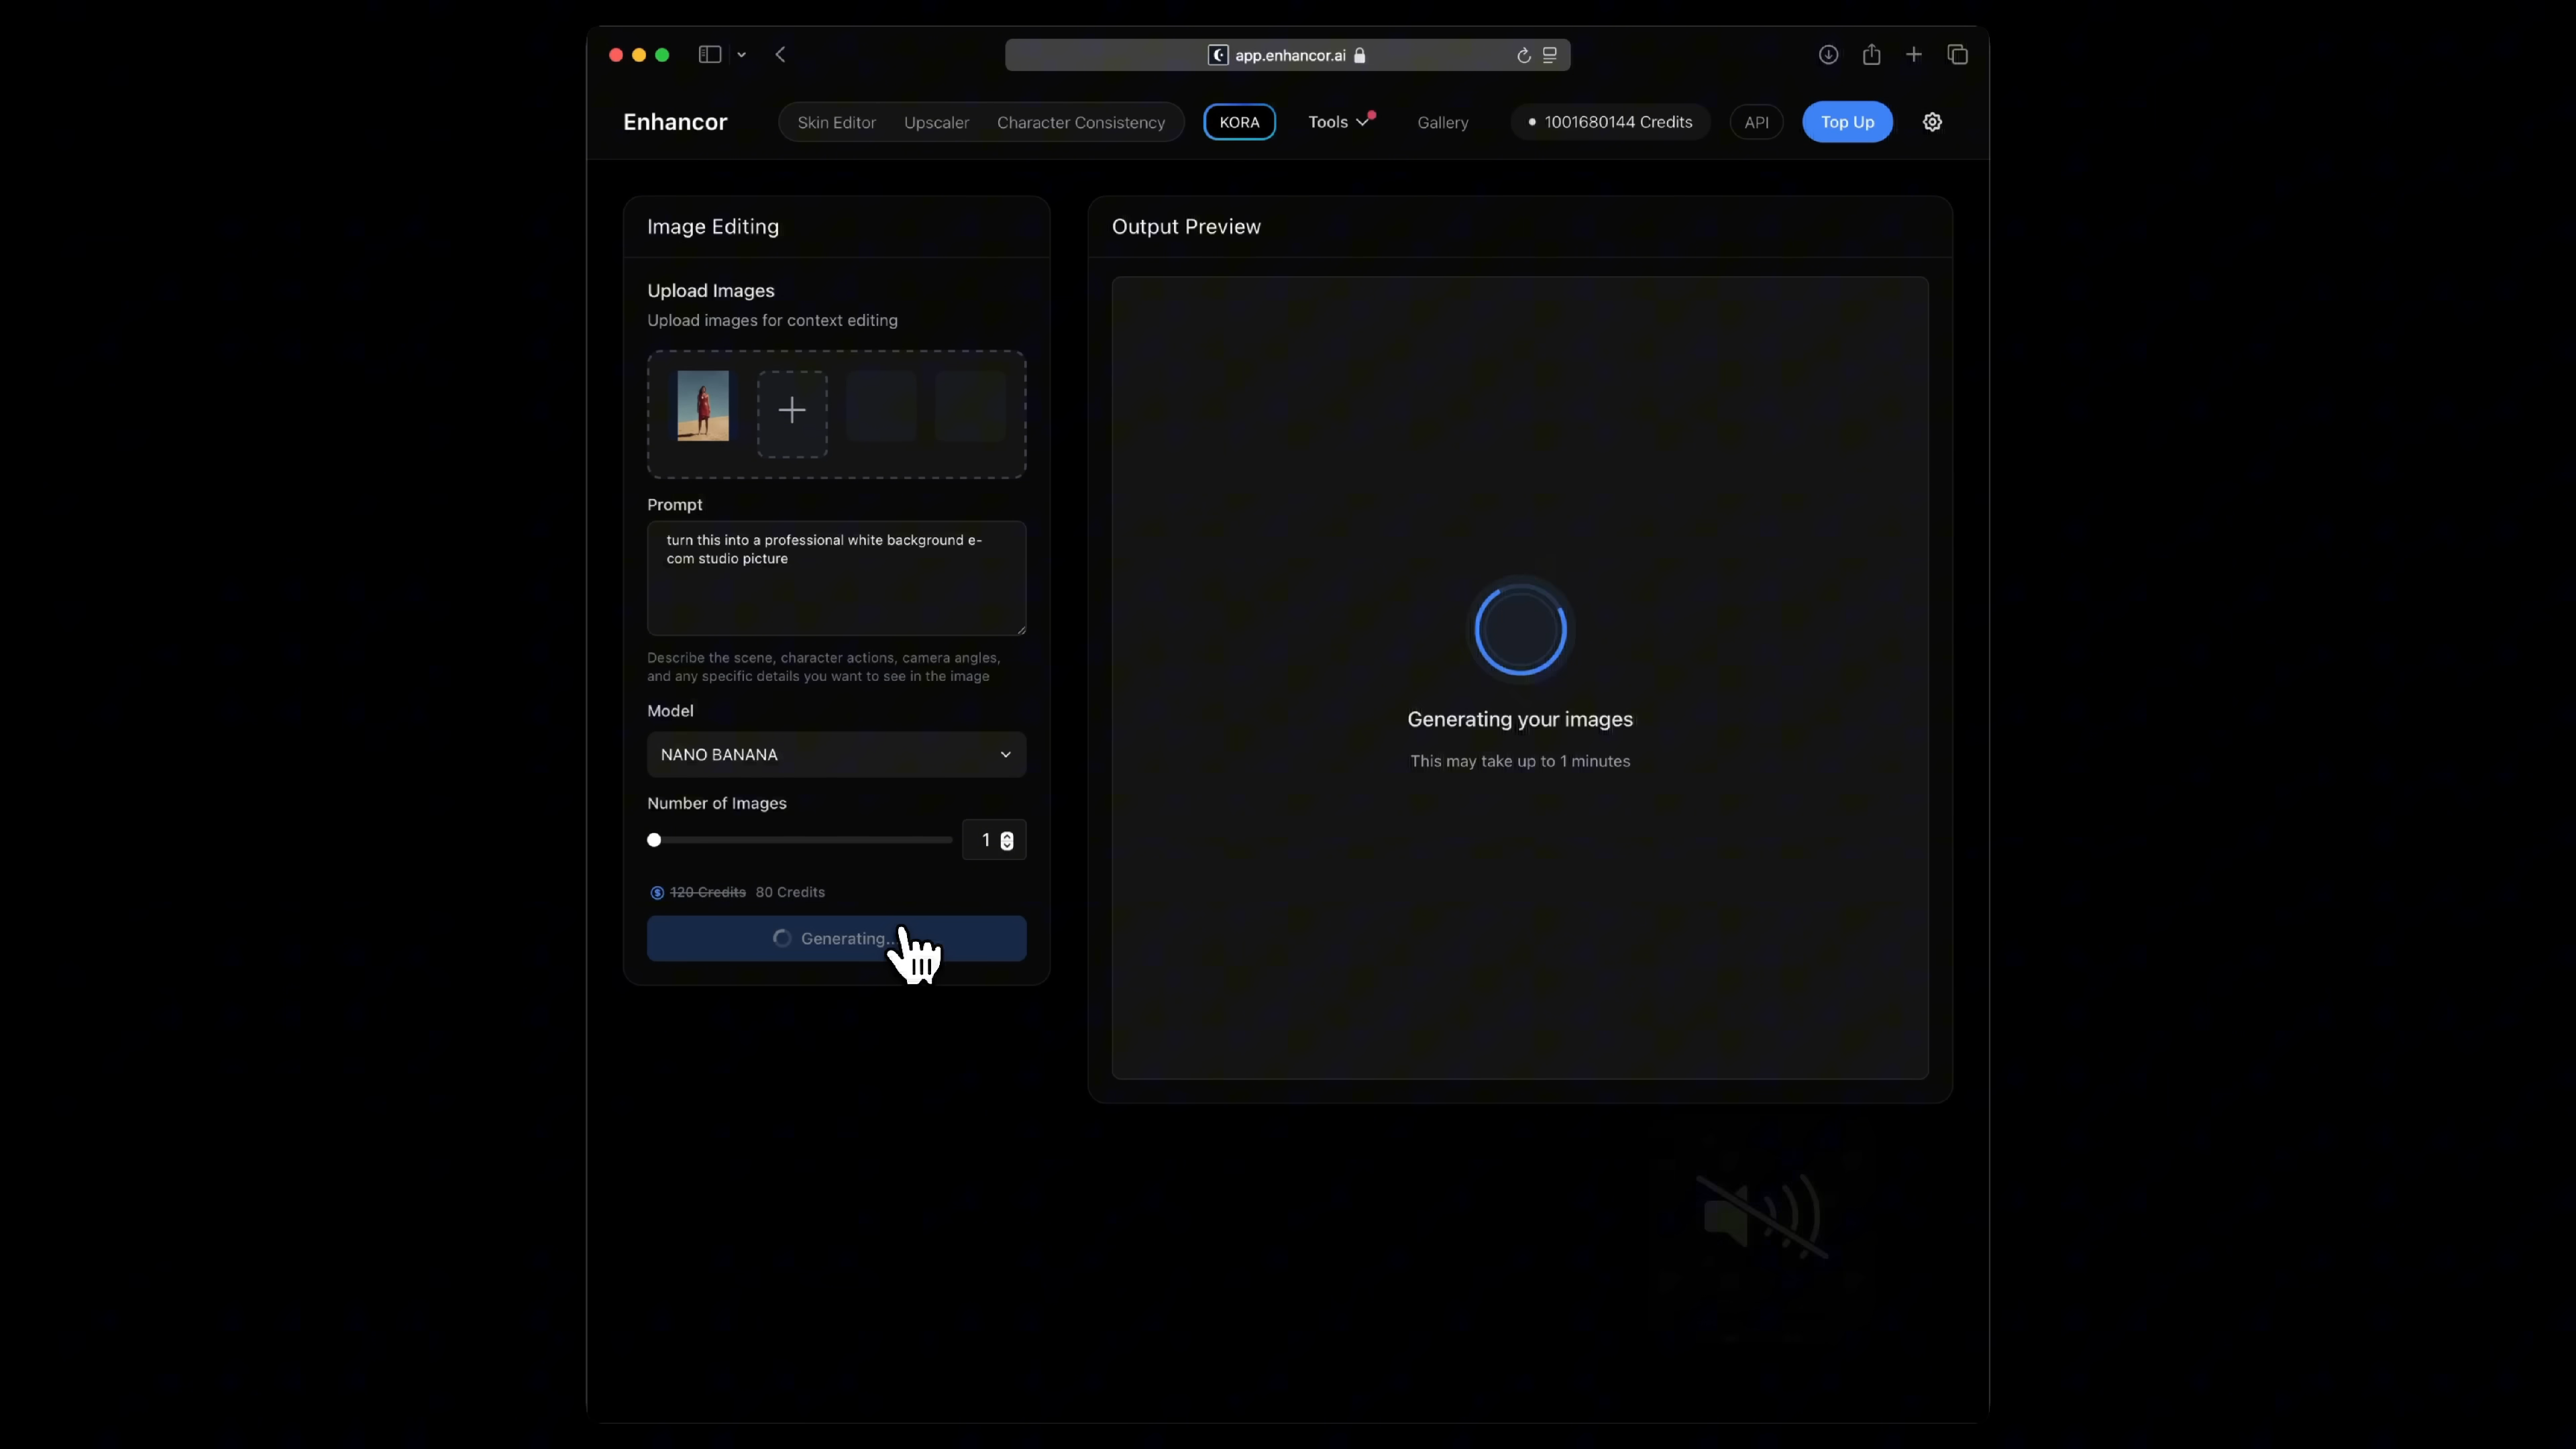 app.enhancor.ai
Enhancor
Skin Editor
Upscaler
Character Consistency
KORA
Tools
Gallery
1001680144 Credits
API
Top Up
Image Editing
Upload Images
Upload images for context editing
Prompt
turn this into a professional white background e-
com studio picture
Describe the scene, character actions, camera angles,
and any specific details you want to see in the image
Model
NANO BANANA
Number of Images
1
120 Credits 80 Credits
Generating...
Output Preview
Generating your images
This may take up to 1 minutes